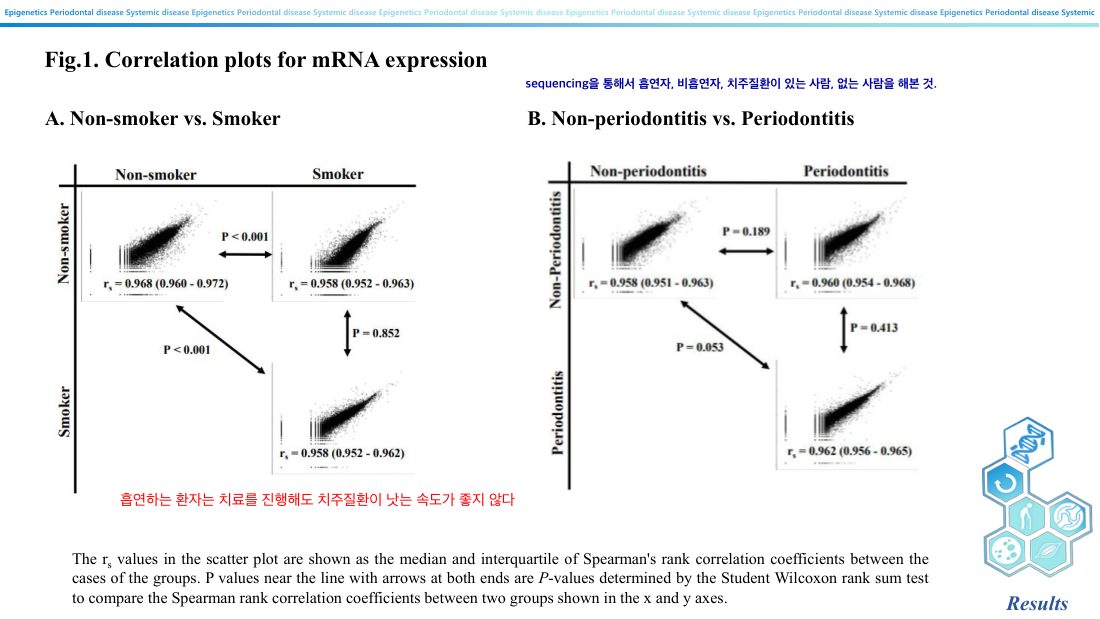 Epigenetics Periodontal disease Systemic disease Epigenetics Periodontal disease Systemic disease Epigenetics Periodontal disease Systemic disease Epigenetics Periodontal disease Systemic disease Epigenetics Periodontal disease Systemic disease Epigenetics Periodontal disease Systemic
Fig.1. Correlation plots for mRNA expression
sequencing을 통해서 흡연자, 비흡연자, 치주질환이 있는 사람, 없는 사람을 해본 것.
A. Non-smoker vs. Smoker
Non-smoker Smoker
Non-smoker
P < 0.001
rs = 0.968 (0.960 - 0.972) rs = 0.958 (0.952 - 0.963)
P < 0.001
P = 0.852
Smoker
rs = 0.958 (0.952 - 0.962)
흡연하는 환자는 치료를 진행해도 치주질환이 낫는 속도가 좋지 않다
B. Non-periodontitis vs. Periodontitis
Non-periodontitis Periodontitis
Non-Periodontitis
P = 0.189
rs = 0.958 (0.951 - 0.963) rs = 0.960 (0.954 - 0.968)
P = 0.053
P = 0.413
Periodontitis
rs = 0.962 (0.956 - 0.965)
The rs values in the scatter plot are shown as the median and interquartile of Spearman's rank correlation coefficients between the
cases of the groups. P values near the line with arrows at both ends are P-values determined by the Student Wilcoxon rank sum test
to compare the Spearman rank correlation coefficients between two groups shown in the x and y axes.
Results